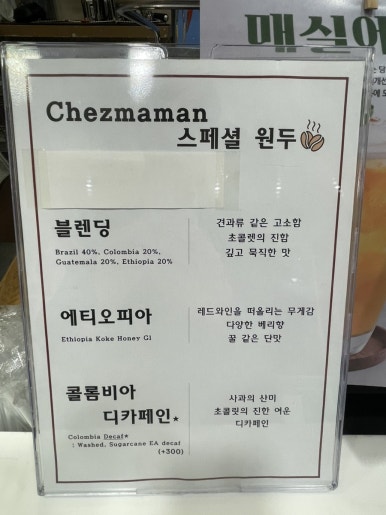 Chezmaman
스페셜 원두
블렌딩
Brazil 40%, Colombia 20%,
Guatemala 20%, Ethiopia 20%
견과류 같은 고소함
초콜렛의 진함
깊고 묵직한 맛
에티오피아
Ethiopia Koke Honey G1
레드와인을 떠올리는 무게감
다양한 베리향
꿀 같은 단맛
콜롬비아
디카페인★
Colombia Decaf★
: Washed, Sugarcane EA decaf
(+300)
사과의 산미
초콜릿의 진한 여운
디카페인
매실에